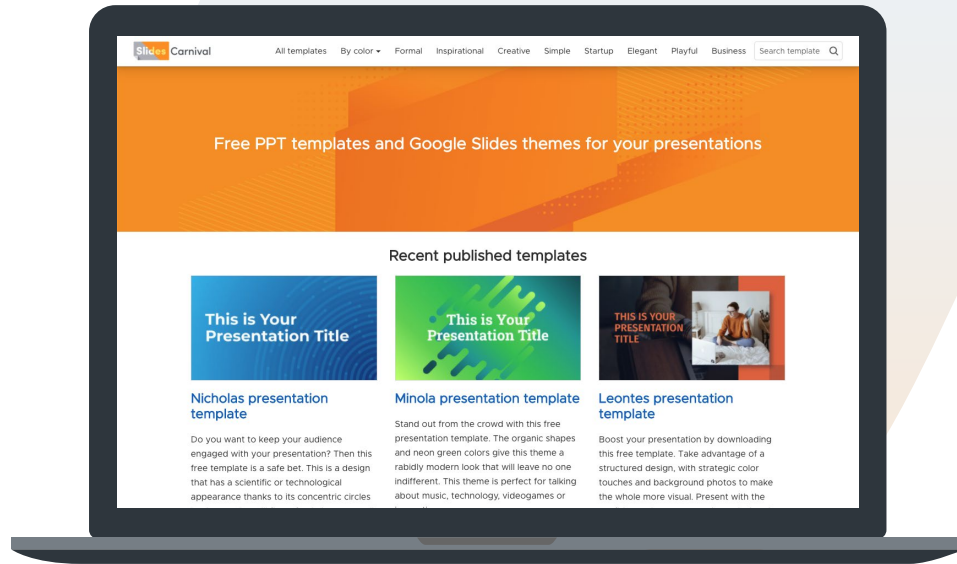 Slides Carnival
All templates By color Formal Inspirational Creative Simple Startup Elegant Playful Business Search template
Free PPT templates and Google Slides themes for your presentations
Recent published templates
This is Your
Presentation Title
This is Your
Presentation Title
THIS IS YOUR
PRESENTATION
TITLE
Nicholas presentation
template
Do you want to keep your audience
engaged with your presentation? Then this
free template is a safe bet. This is a design
that has a scientific or technological
appearance thanks to its concentric circles
Minola presentation template
Stand out from the crowd with this free
presentation template. The organic shapes
and neon green colors give this theme a
rabidly modern look that will leave no one
indifferent. This theme is perfect for talking
about music, technology, videogames or
Leontes presentation
template
Boost your presentation by downloading
this free template. Take advantage of a
structured design, with strategic color
touches and background photos to make
the whole more visual. Present with the